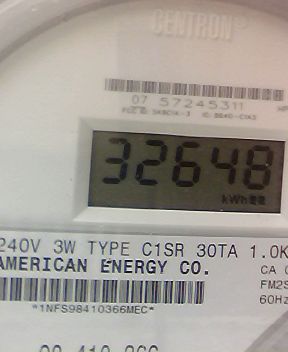 CENTRON®
07 57245311
32648
kWh
240V 3W TYPE C1SR 30TA 1.0K
AMERICAN ENERGY CO.
CA
FM2S
60Hz
*1NFS98410366MEC*